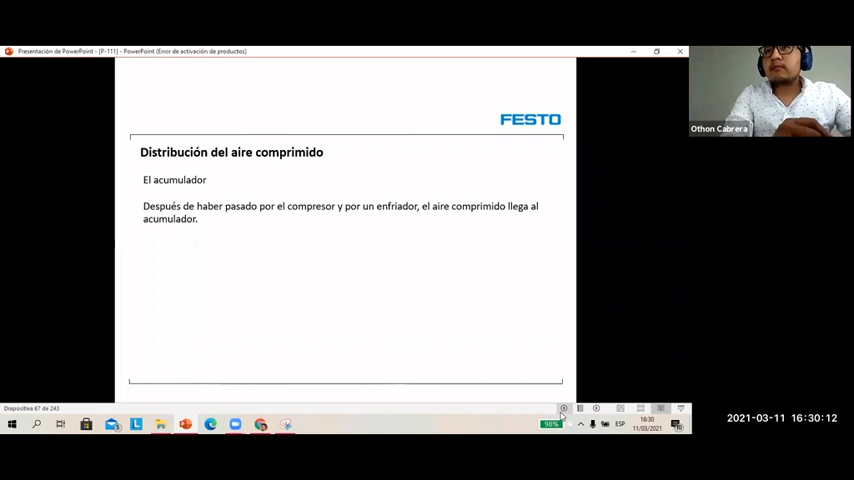 Presentación de PowerPoint - [P-111] - PowerPoint (Error de activación de productos)
FESTO
Othon Cabrera
Distribución del aire comprimido
El acumulador
Después de haber pasado por el compresor y por un enfriador, el aire comprimido llega al
acumulador.
Diapositiva 67 de 243
98%
ESP
16:30
11/03/2021
2021-03-11 16:30:12